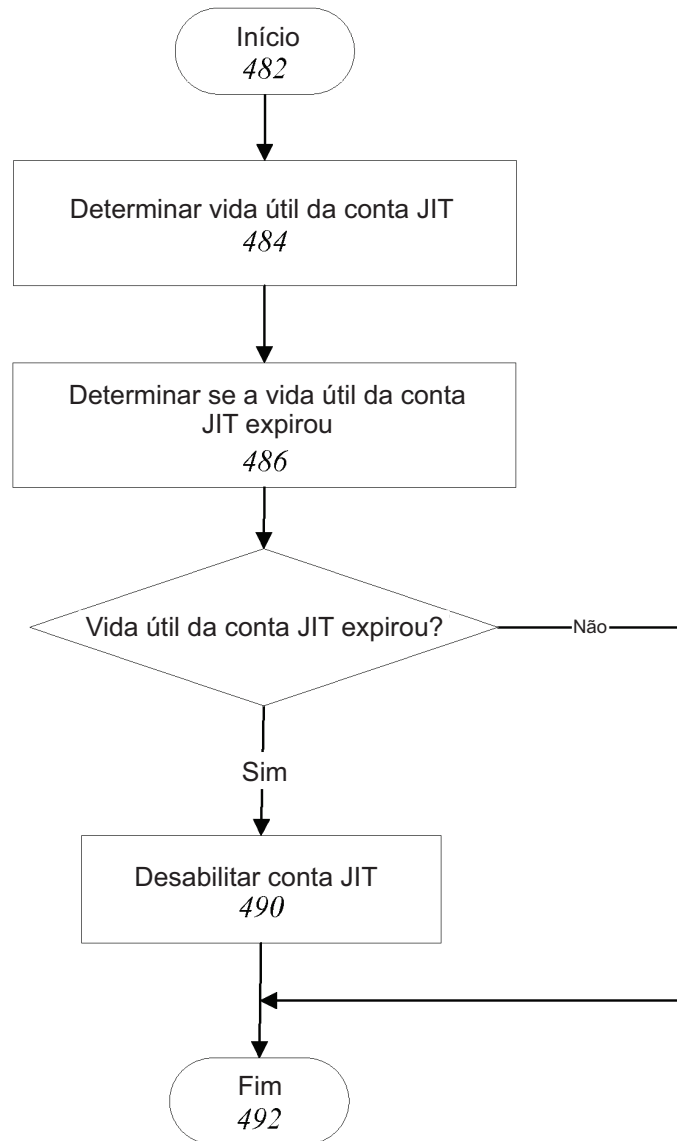 Início
482
Determinar vida útil da conta JIT
484
Determinar se a vida útil da conta
JIT expirou
486
Vida útil da conta JIT expirou?
Não
Sim
Desabilitar conta JIT
490
Fim
492